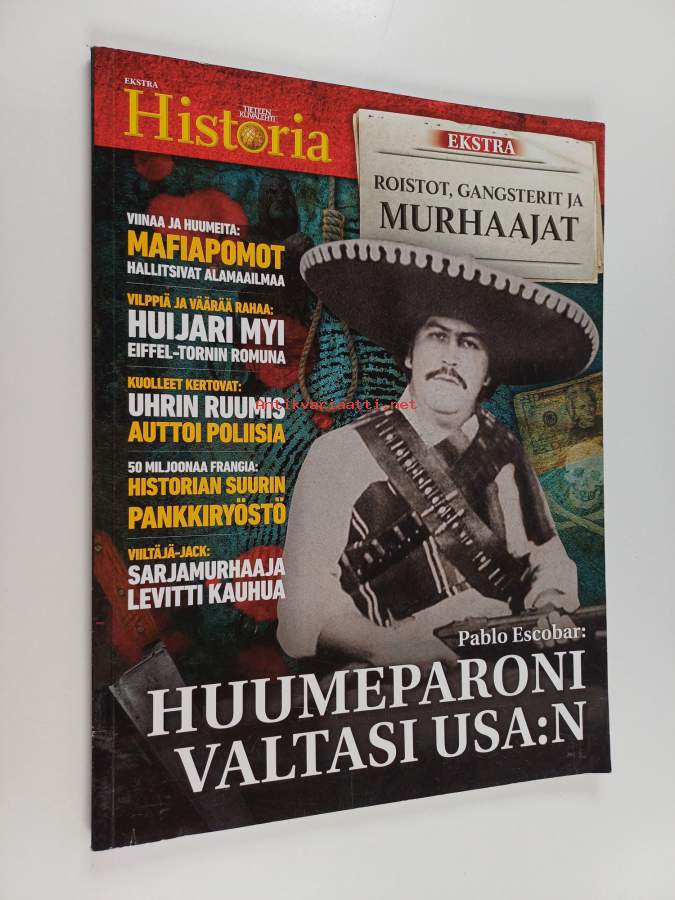 EKSTRA
TIETEEN
KUVALEHTI
Historia
EKSTRA
ROISTOT, GANGSTERIT JA
MURHAAJAT
VIINAA JA HUUMEITA:
MAFIAPOMOT
HALLITSIVAT ALAMAAILMAA
VILPPIÄ JA VÄÄRÄÄ RAHAA:
HUIJARI MYI
EIFFEL-TORNIN ROMUNA
KUOLLEET KERTOVAT:
UHRIN RUUMIS
AUTTOI POLIISIA
Antikvariaatti.net
50 MILJOONAA FRANGIA:
HISTORIAN SUURIN
PANKKIRYÖSTÖ
VIILTÄJÄ-JACK:
SARJAMURHAAJA
LEVITTI KAUHUA
Pablo Escobar:
HUUMEPARONI
VALTASI USA:N